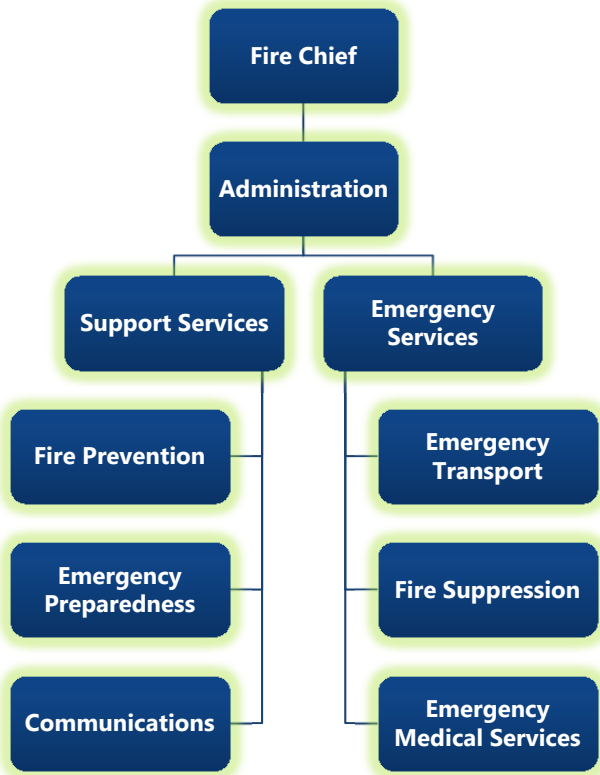 Fire Chief
Administration
Support Services
Emergency
Services
Fire Prevention
Emergency
Transport
Emergency
Preparedness
Fire Suppression
Communications
Emergency
Medical Services